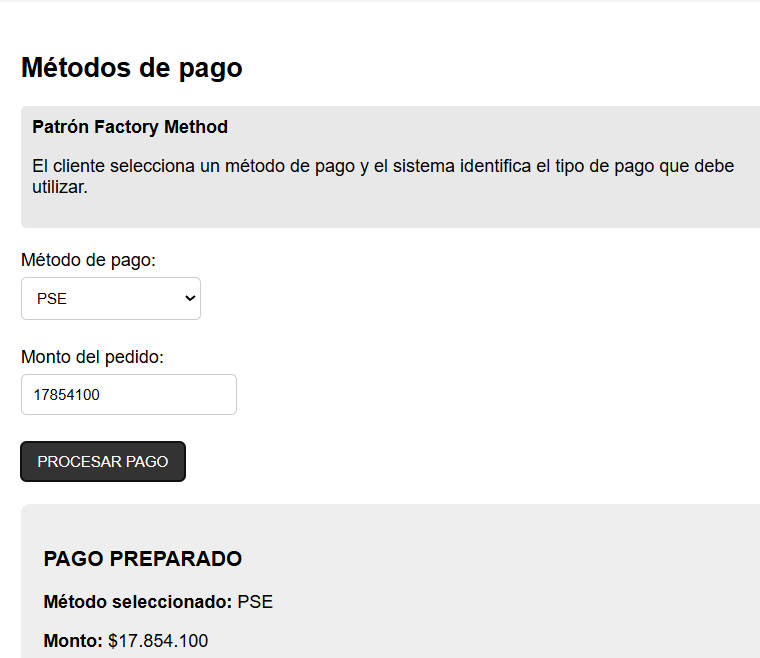 Métodos de pago
Patrón Factory Method
El cliente selecciona un método de pago y el sistema identifica el tipo de pago que debe
utilizar.
Método de pago:
PSE
Monto del pedido:
17854100
PROCESAR PAGO
PAGO PREPARADO
Método seleccionado: PSE
Monto: $17.854.100